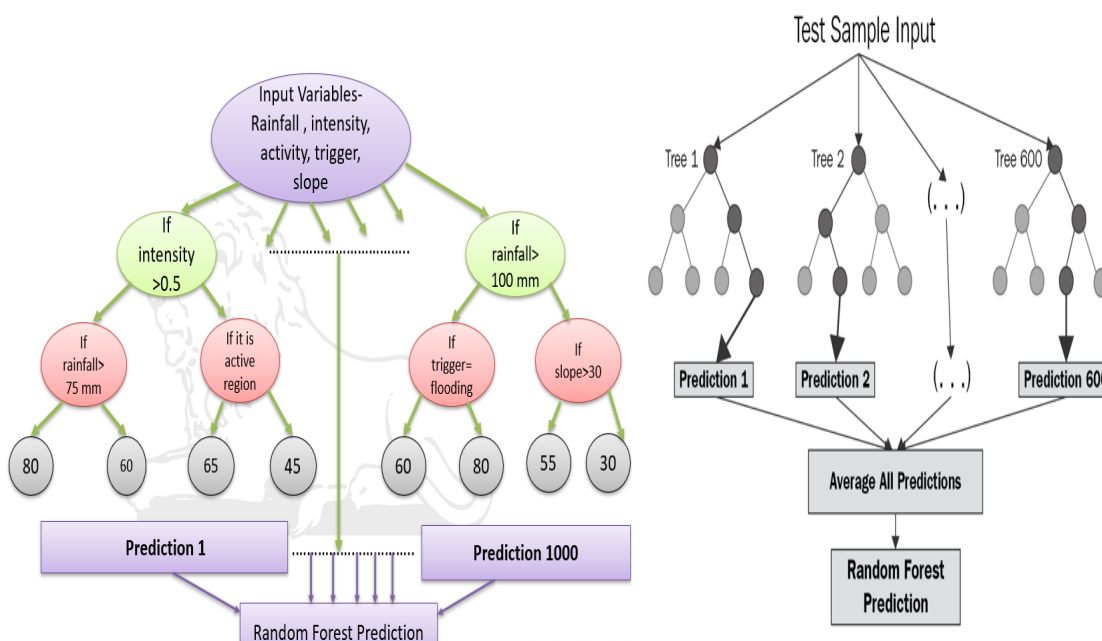 Input Variables-
Rainfall , intensity,
activity, trigger,
slope
If
intensity
>0.5
If
rainfall>
100 mm
If
rainfall>
75 mm
If it is
active
region
If
trigger=
flooding
If
slope>30
80
60
65
45
60
80
55
30
Prediction 1
Prediction 1000
Random Forest Prediction
Test Sample Input
Tree 1
Tree 2
(...)
Tree 600
Prediction 1
Prediction 2
(...)
Prediction 600
Average All Predictions
Random Forest
Prediction